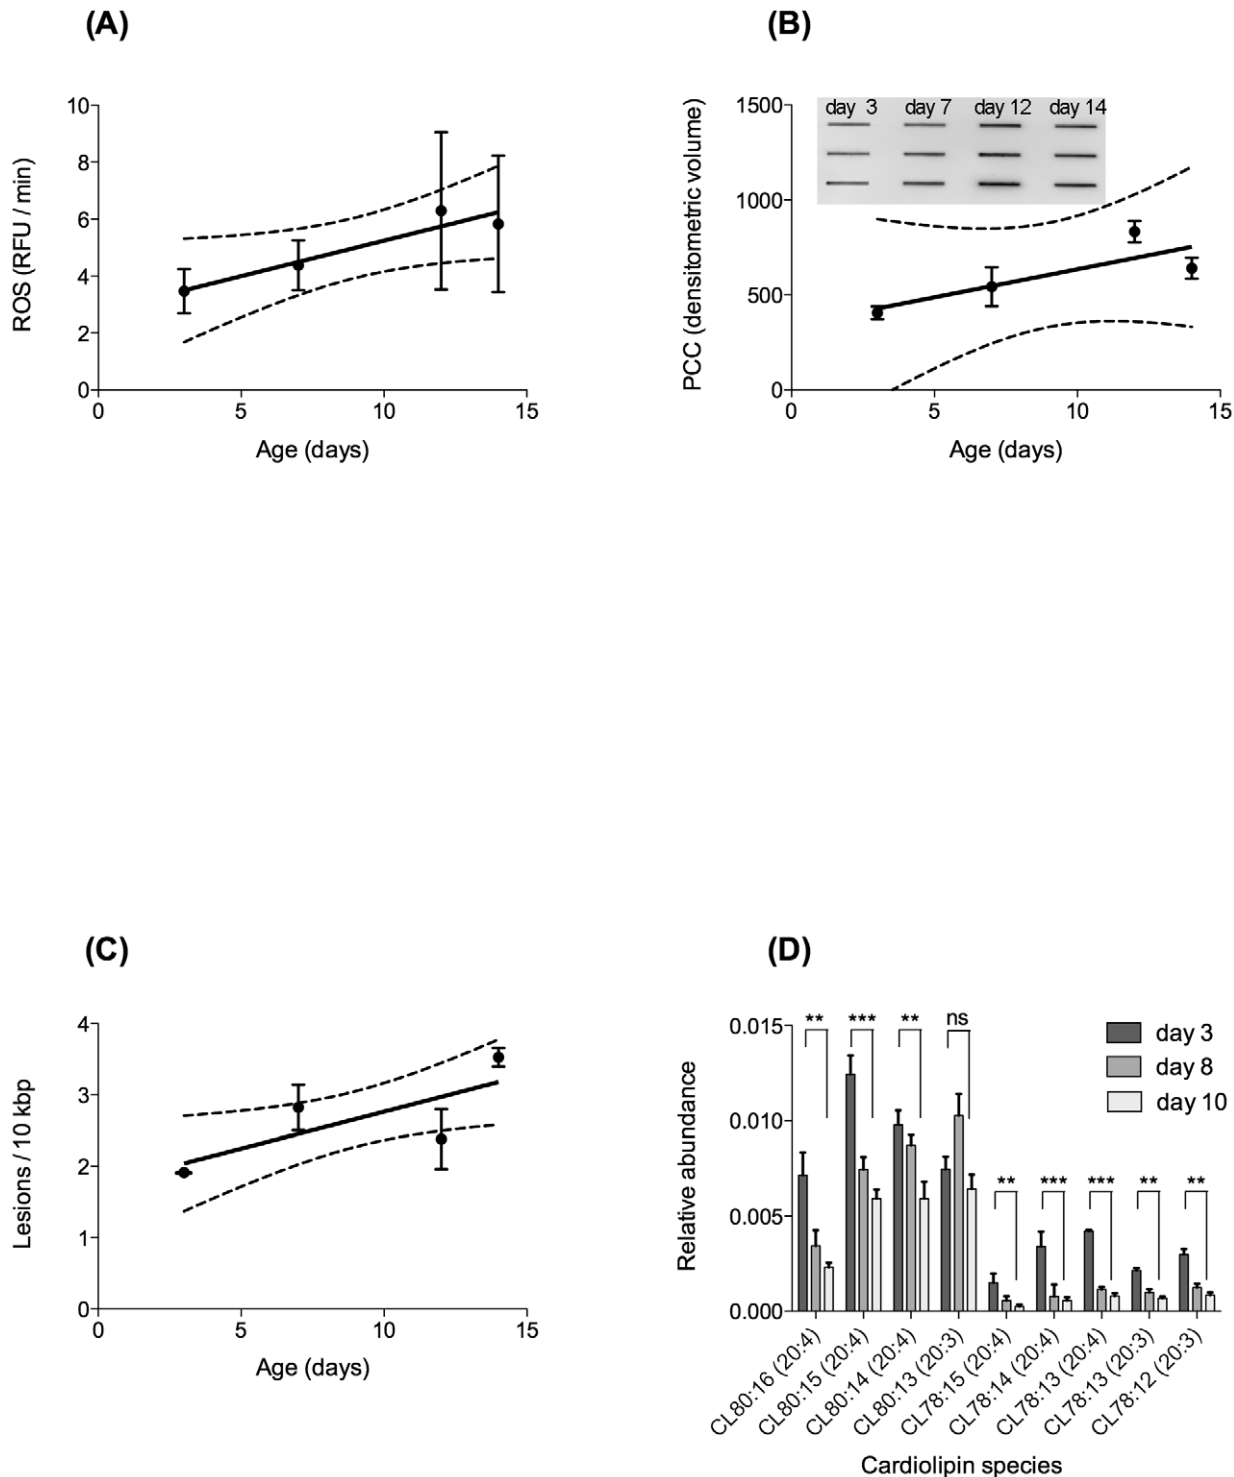 (A)
10
8
6
4
2
0
ROS (RFU / min)
0 5 10 15
Age (days)
(B)
1500
1000
500
0
PCC (densitometric volume)
day 3 day 7 day 12 day 14
0 5 10 15
Age (days)
(C)
4
3
2
1
0
Lesions / 10 kbp
0 5 10 15
Age (days)
(D)
0.015
0.010
0.005
0.000
Relative abundance
** *** ** ns
** *** *** ** **
day 3
day 8
day 10
CL80:16 (20:4)
CL80:15 (20:4)
CL80:14 (20:4)
CL80:13 (20:3)
CL78:15 (20:4)
CL78:14 (20:4)
CL78:13 (20:4)
CL78:13 (20:3)
CL78:12 (20:3)
Cardiolipin species